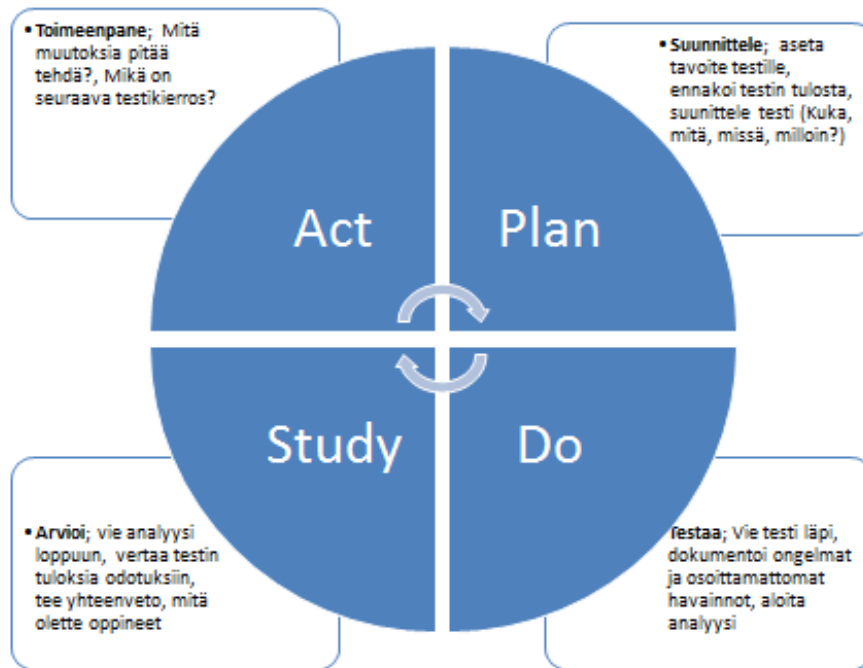 • Toimeenpane; Mitä
muutoksia pitää
tehdä?, Mikä on
seuraava testikierros?
• Suunnittele; aseta
tavoite testille,
ennakoi testin tulosta,
suunittele testi (Kuka,
mitä, missä, milloin?)
Act
Plan
Study
Do
• Arvioi; vie analyysi
loppuun, vertaa testin
tuloksia odotuksiin,
tee yhteenveto, mitä
olette oppineet
Testaa; Vie testi läpi,
dokumentoi ongelmat
ja osoittamattomat
havainnot, aloita
analyysi